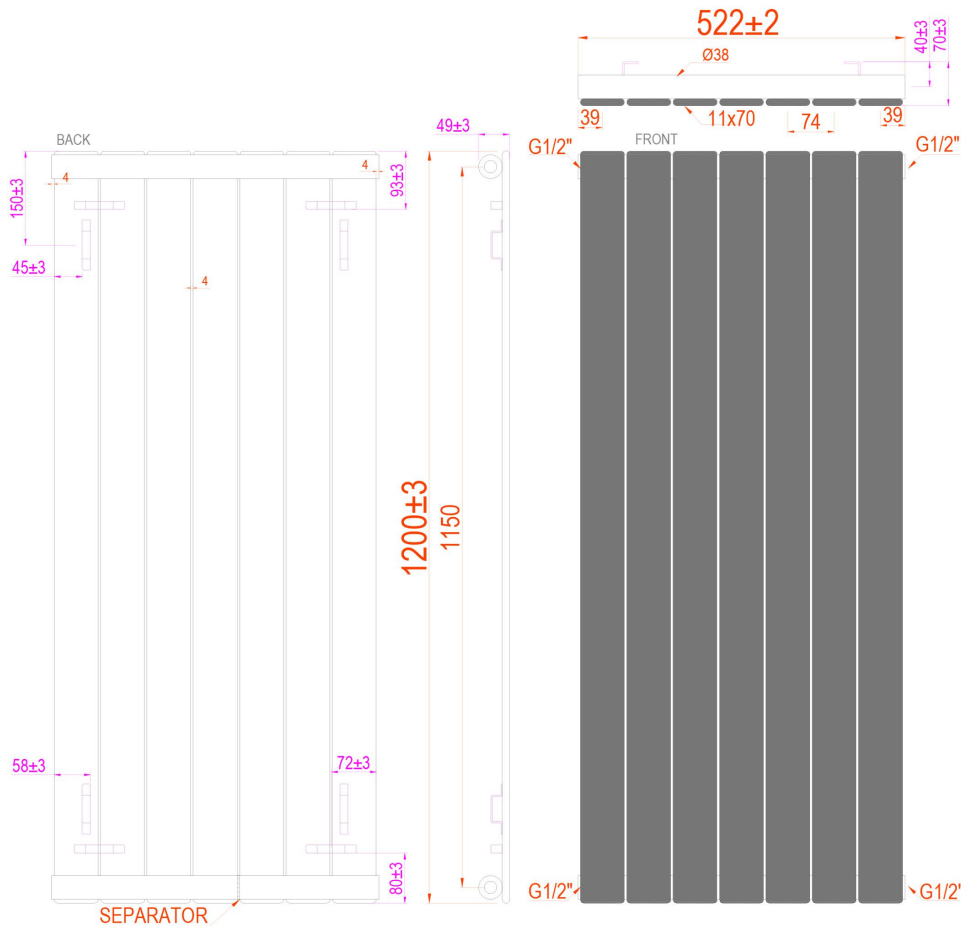 522±2
40±3
70±3
Ø38
39
11x70
74
39
BACK
49±3
G1/2"
FRONT
G1/2"
4
4
150±3
93±3
45±3
4
1200±3
1150
58±3
72±3
80±3
G1/2"
G1/2"
SEPARATOR